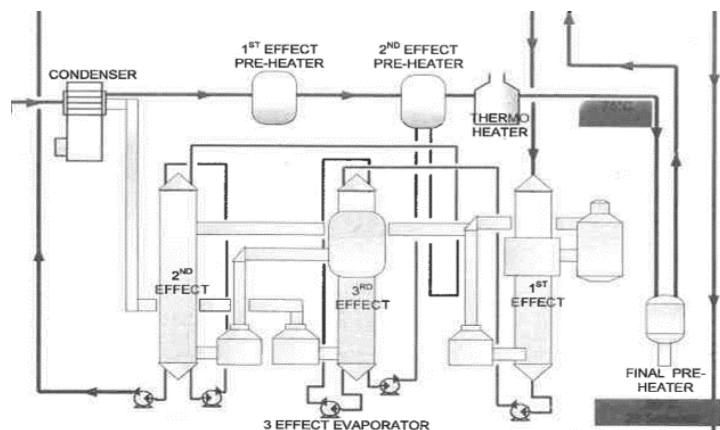 1ST EFFECT
PRE-HEATER
2ND EFFECT
PRE-HEATER
CONDENSER
THERMO
HEATER
2ND
EFFECT
3RD
EFFECT
1ST
EFFECT
FINAL PRE-
HEATER
3 EFFECT EVAPORATOR